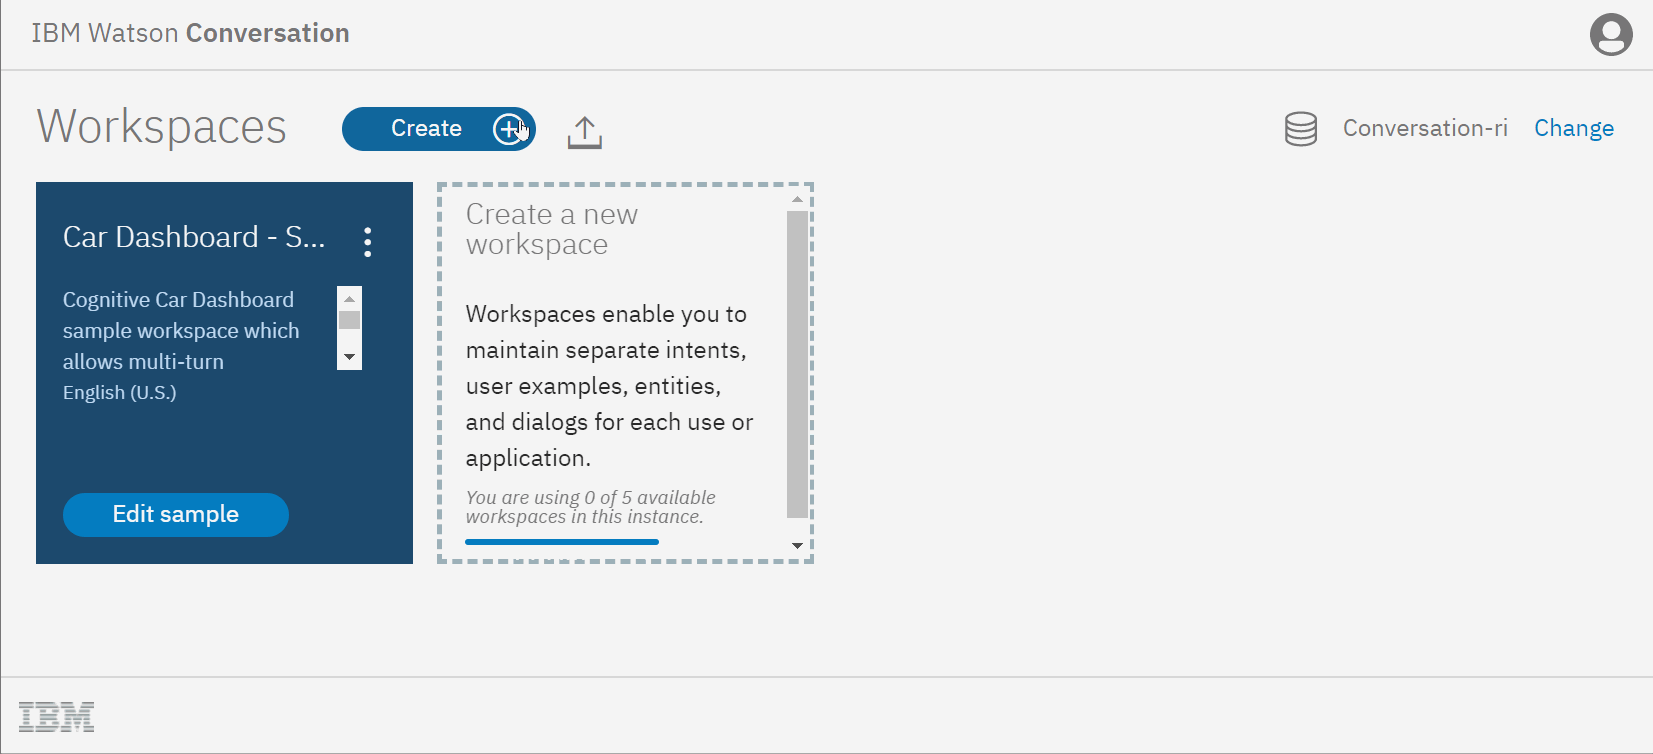 IBM Watson Conversation
Workspaces
Create
Conversation-ri
Change
Car Dashboard - S...
Cognitive Car Dashboard
sample workspace which
allows multi-turn
English (U.S.)
Edit sample
Create a new
workspace
Workspaces enable you to
maintain separate intents,
user examples, entities,
and dialogs for each use or
application.
You are using 0 of 5 available
workspaces in this instance.
IBM